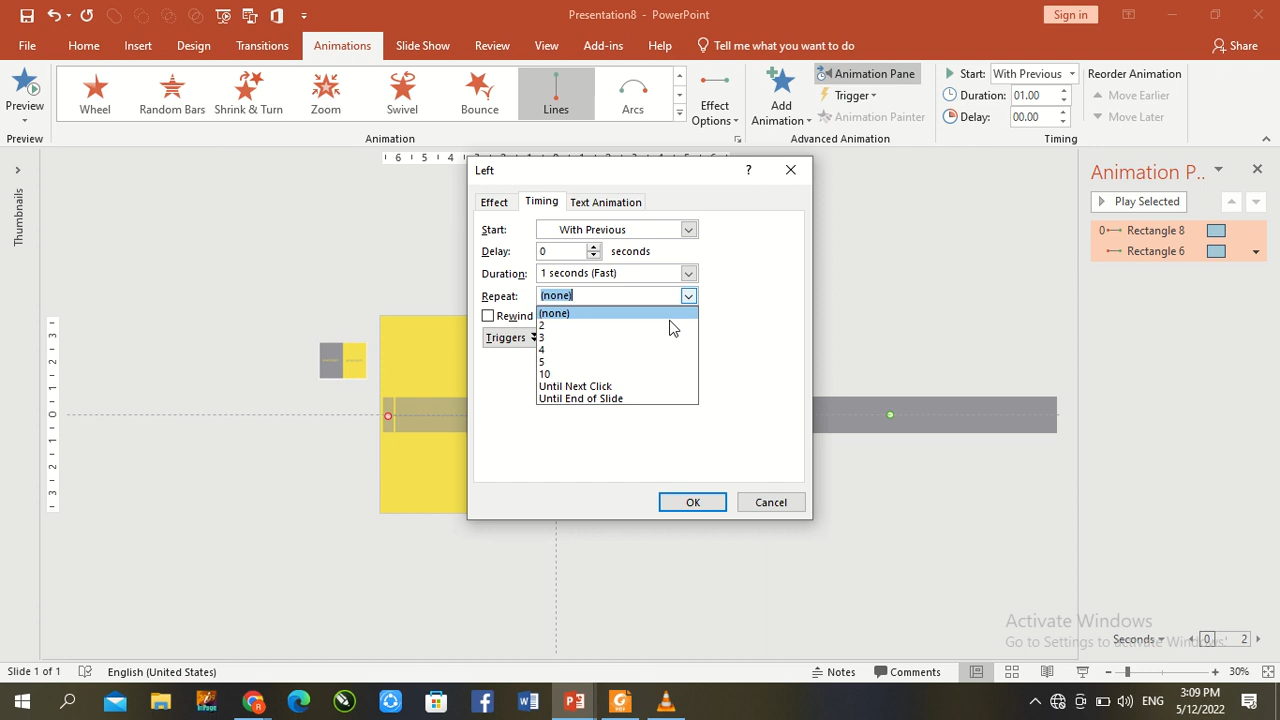 Presentation8 - PowerPoint
Sign in
File Home Insert Design Transitions Animations Slide Show Review View Add-ins Help Tell me what you want to do Share
Preview
Wheel Random Bars Shrink & Turn Zoom Swivel Bounce Lines Arcs
Effect Options
Add Animation
Animation Pane
Trigger
Animation Painter
Start: With Previous
Duration: 01.00
Delay: 00.00
Reorder Animation
Move Earlier
Move Later
Preview Animation Advanced Animation Timing
Thumbnails
Left
?
Effect Timing Text Animation
Start: With Previous
Delay: 0 seconds
Duration: 1 seconds (Fast)
Repeat: (none)
Rewind
Triggers
(none)
2
3
4
5
10
Until Next Click
Until End of Slide
OK Cancel
Animation P...
Play Selected
0 Rectangle 8
Rectangle 6
Activate Windows
Go to Settings to activate Windows.
Seconds 0 2
Slide 1 of 1 English (United States) Notes Comments 30%
ENG
3:09 PM
5/12/2022